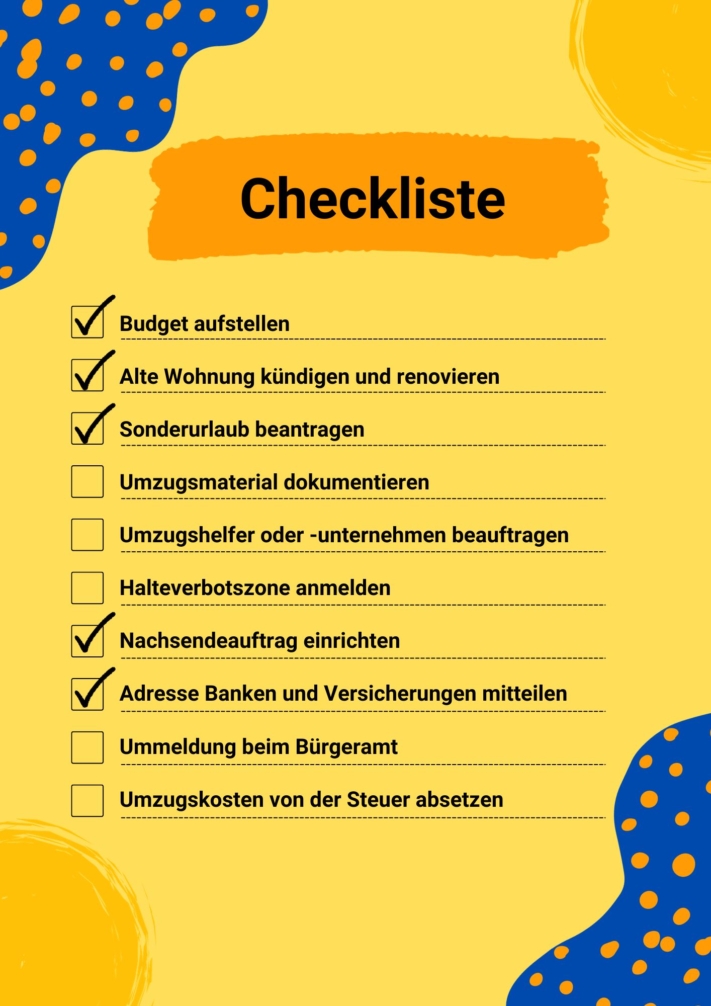 Checkliste
Budget aufstellen
Alte Wohnung kündigen und renovieren
Sonderurlaub beantragen
Umzugsmaterial dokumentieren
Umzugshelfer oder -unternehmen beauftragen
Halteverbotszone anmelden
Nachsendeauftrag einrichten
Adresse Banken und Versicherungen mitteilen
Ummeldung beim Bürgeramt
Umzugskosten von der Steuer absetzen